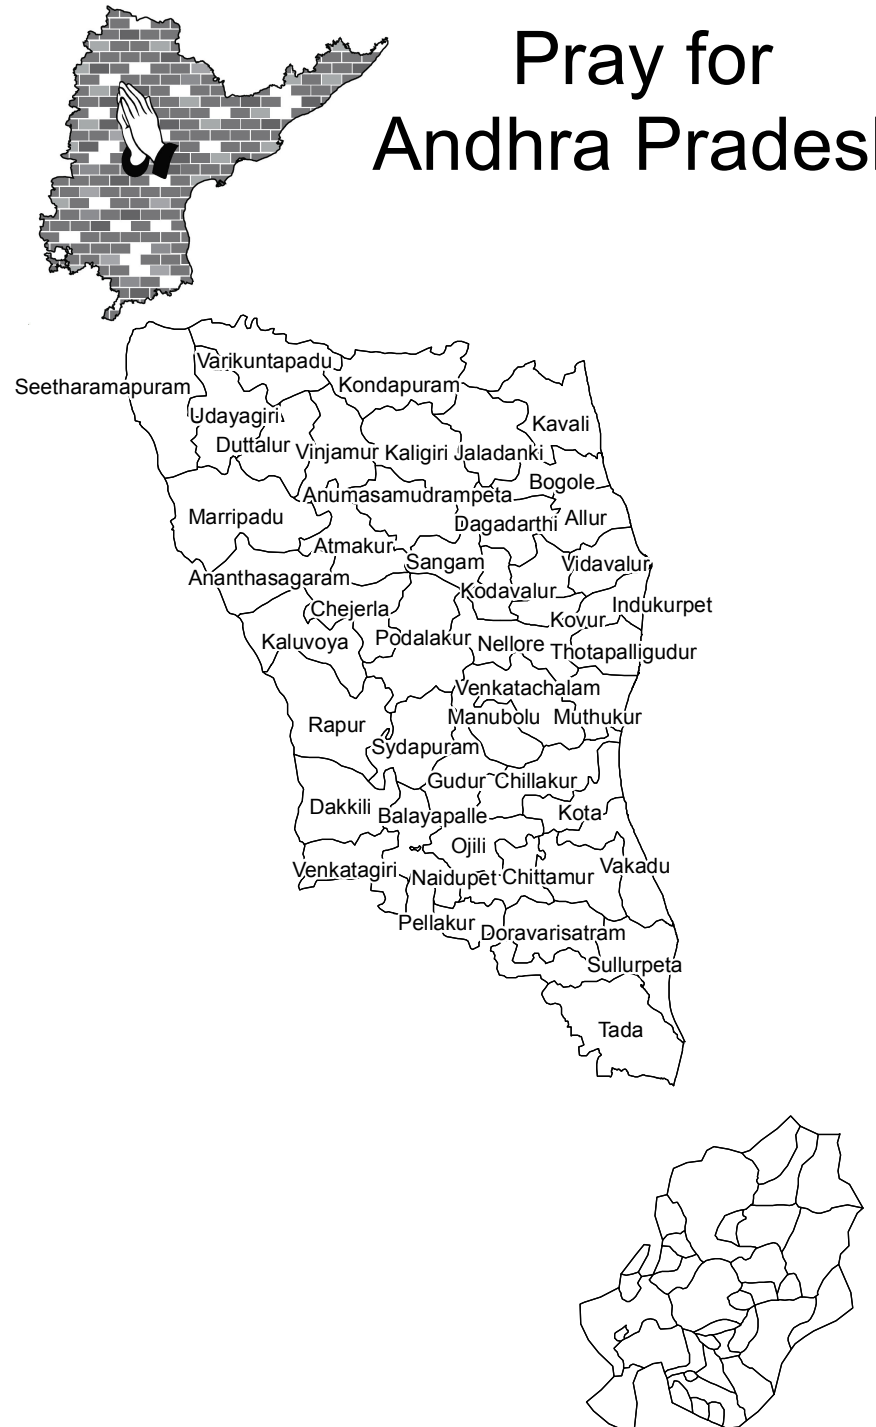 Pray for
Andhra Pradesh
Varikuntapadu
Seetharamapuram
Kondapuram
Udayagiri
Kavali
Duttalur
Vinjamur Kaligiri Jaladanki
Bogole
Anumasamudrampeta
Marripadu
Dagadarthi
Allur
Atmakur
Sangam
Vidavalur
Ananthasagaram
Kodavalur
Indukurpet
Chejerla
Kovur
Kaluvoya
Podalakur
Nellore
Thotapalligudur
Venkatachalam
Rapur
Manubolu
Muthukur
Sydapuram
Gudur
Chillakur
Dakkili
Balayapalle
Kota
Ojili
Venkatagiri
Naidupet
Chittamur
Vakadu
Pellakur
Doravarisatram
Sullurpeta
Tada